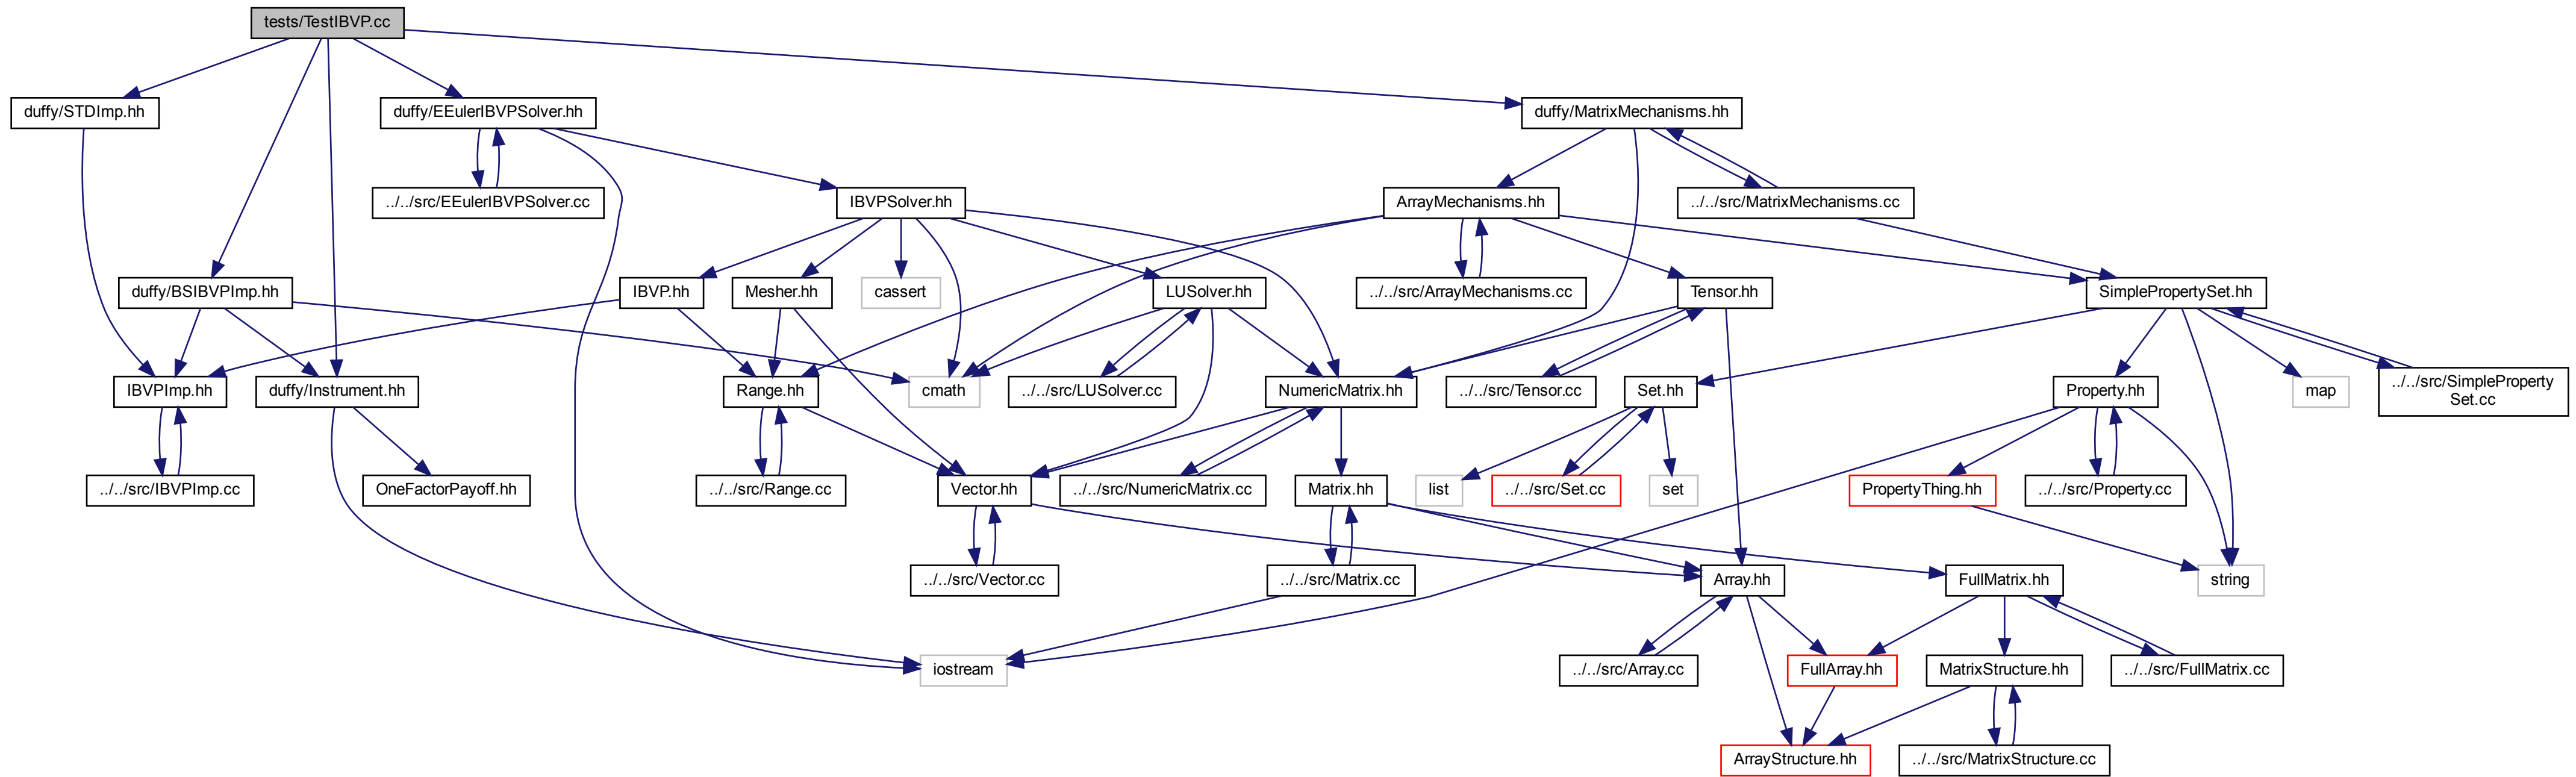 tests/TestIBVP.cc
duffy/STDImp.hh
duffy/EEulerIBVPSolver.hh
duffy/MatrixMechanisms.hh
../../src/EEulerIBVPSolver.cc
IBVPSolver.hh
ArrayMechanisms.hh
../../src/MatrixMechanisms.cc
duffy/BSIBVPImp.hh
IBVP.hh
Mesher.hh
cassert
LUSolver.hh
../../src/ArrayMechanisms.cc
Tensor.hh
SimplePropertySet.hh
IBVPImp.hh
duffy/Instrument.hh
Range.hh
cmath
../../src/LUSolver.cc
NumericMatrix.hh
../../src/Tensor.cc
Set.hh
Property.hh
map
../../src/SimpleProperty
Set.cc
../../src/IBVPImp.cc
OneFactorPayoff.hh
../../src/Range.cc
Vector.hh
../../src/NumericMatrix.cc
Matrix.hh
list
../../src/Set.cc
set
PropertyThing.hh
../../src/Property.cc
../../src/Vector.cc
../../src/Matrix.cc
Array.hh
FullMatrix.hh
string
iostream
../../src/Array.cc
FullArray.hh
MatrixStructure.hh
../../src/FullMatrix.cc
ArrayStructure.hh
../../src/MatrixStructure.cc